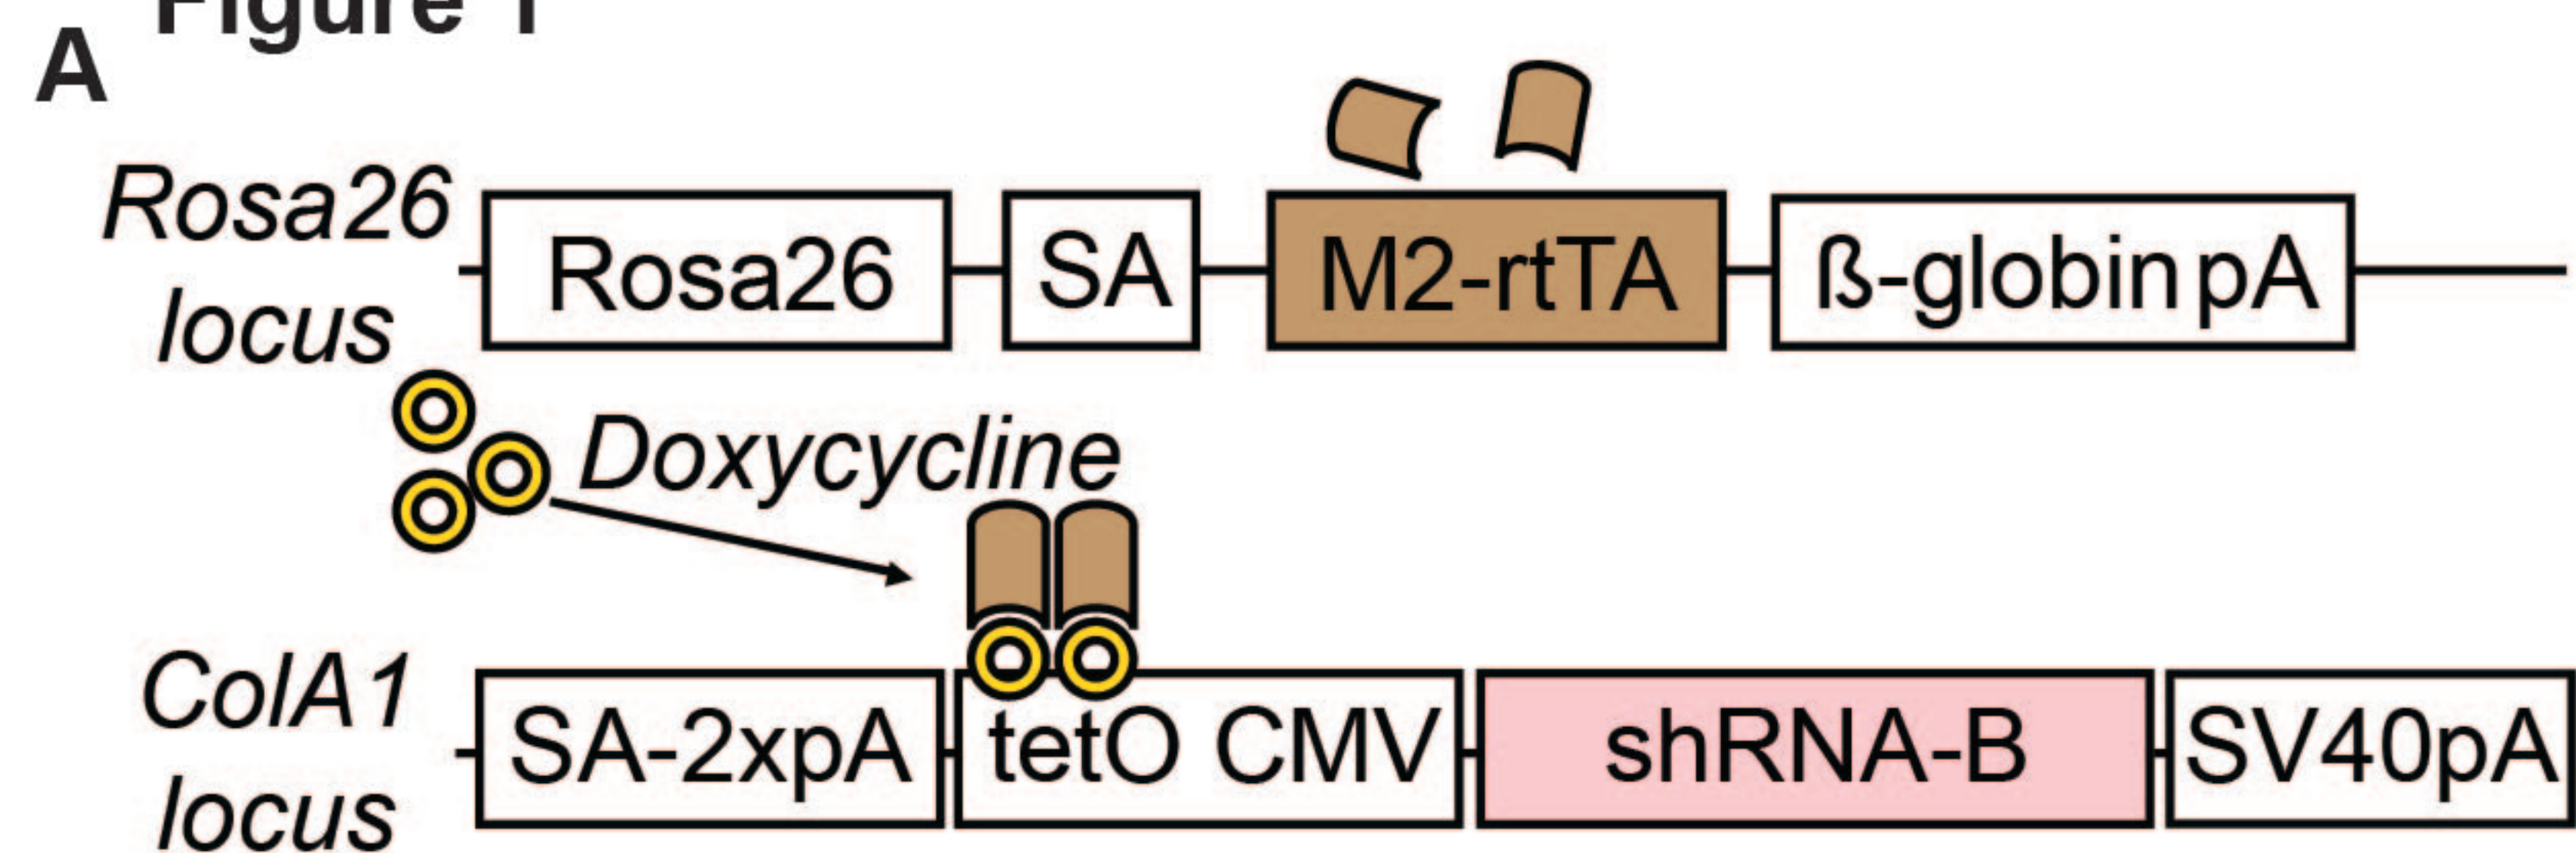 Figure 1
A
Rosa26
locus
Rosa26 SA M2-rtTA ß-globin pA
Doxycycline
ColA1
locus
SA-2xpA tetO CMV shRNA-B SV40pA